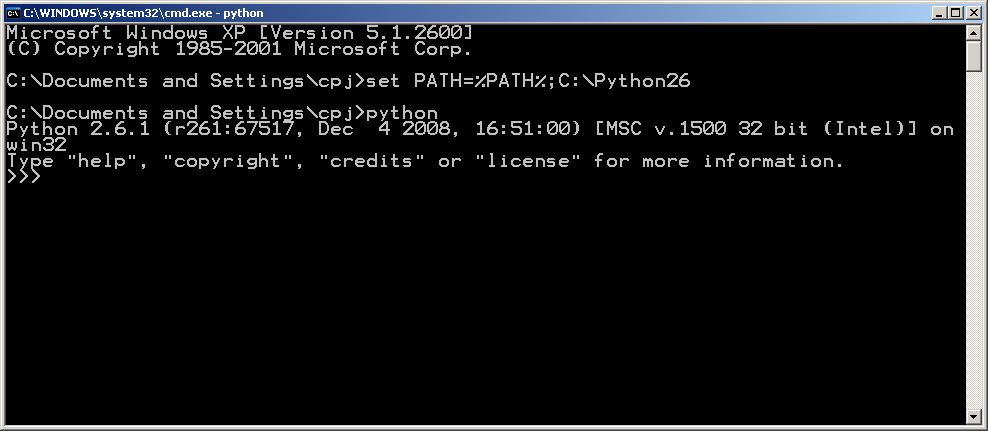 C:\WINDOWS\system32\cmd.exe - python
Microsoft Windows XP [Version 5.1.2600]
(C) Copyright 1985-2001 Microsoft Corp.
C:\Documents and Settings\cpj>set PATH=%PATH%;C:\Python26
C:\Documents and Settings\cpj>python
Python 2.6.1 (r261:67517, Dec  4 2008, 16:51:00) [MSC v.1500 32 bit (Intel)] on
win32
Type "help", "copyright", "credits" or "license" for more information.
>>>